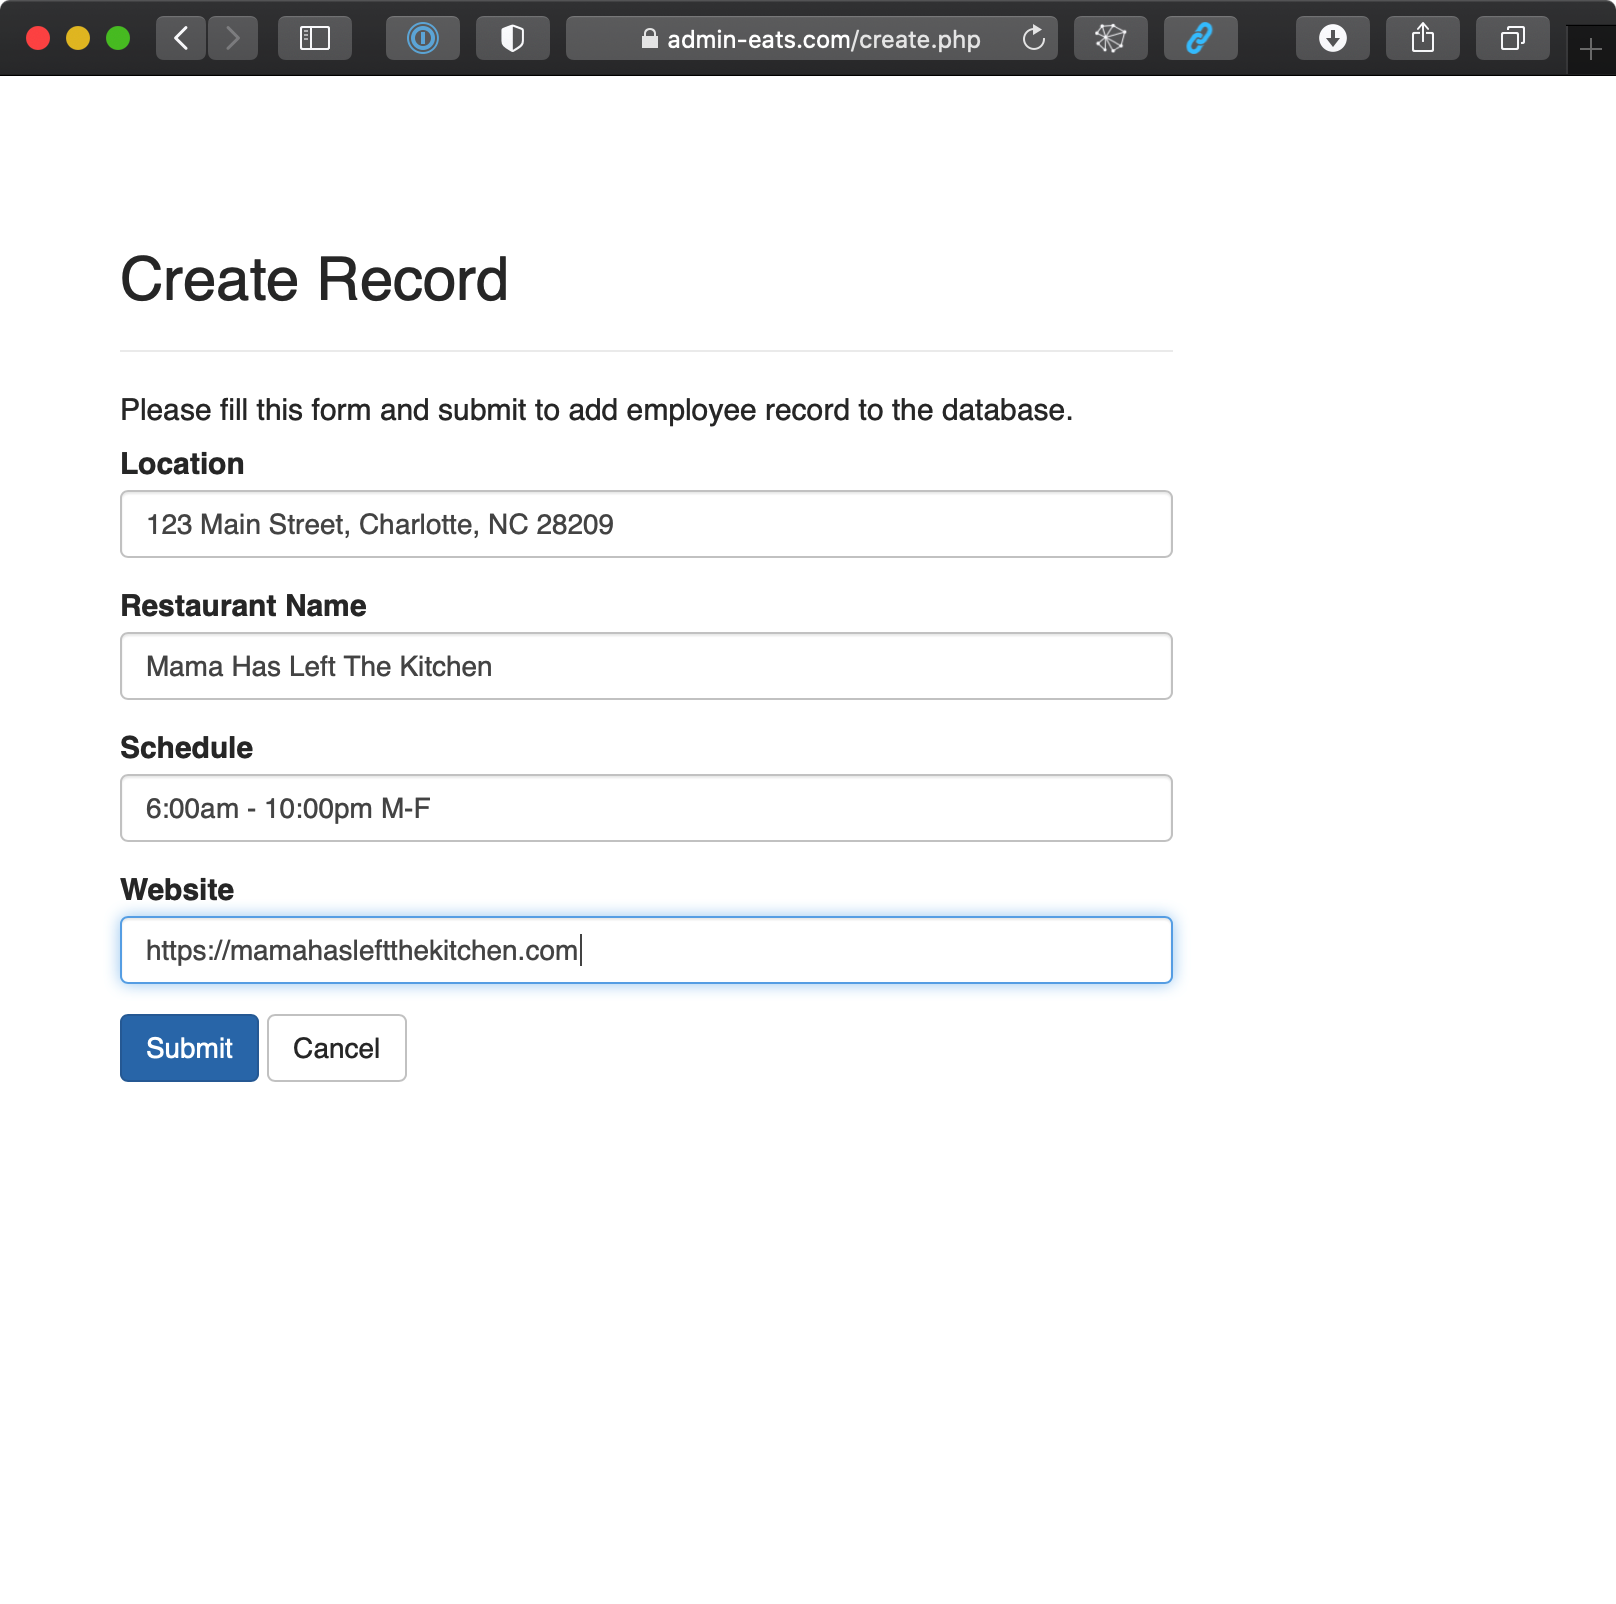 admin-eats.com/create.php
Create Record
Please fill this form and submit to add employee record to the database.
Location
123 Main Street, Charlotte, NC 28209
Restaurant Name
Mama Has Left The Kitchen
Schedule
6:00am - 10:00pm M-F
Website
https://mamahasleftthekitchen.com
Submit Cancel